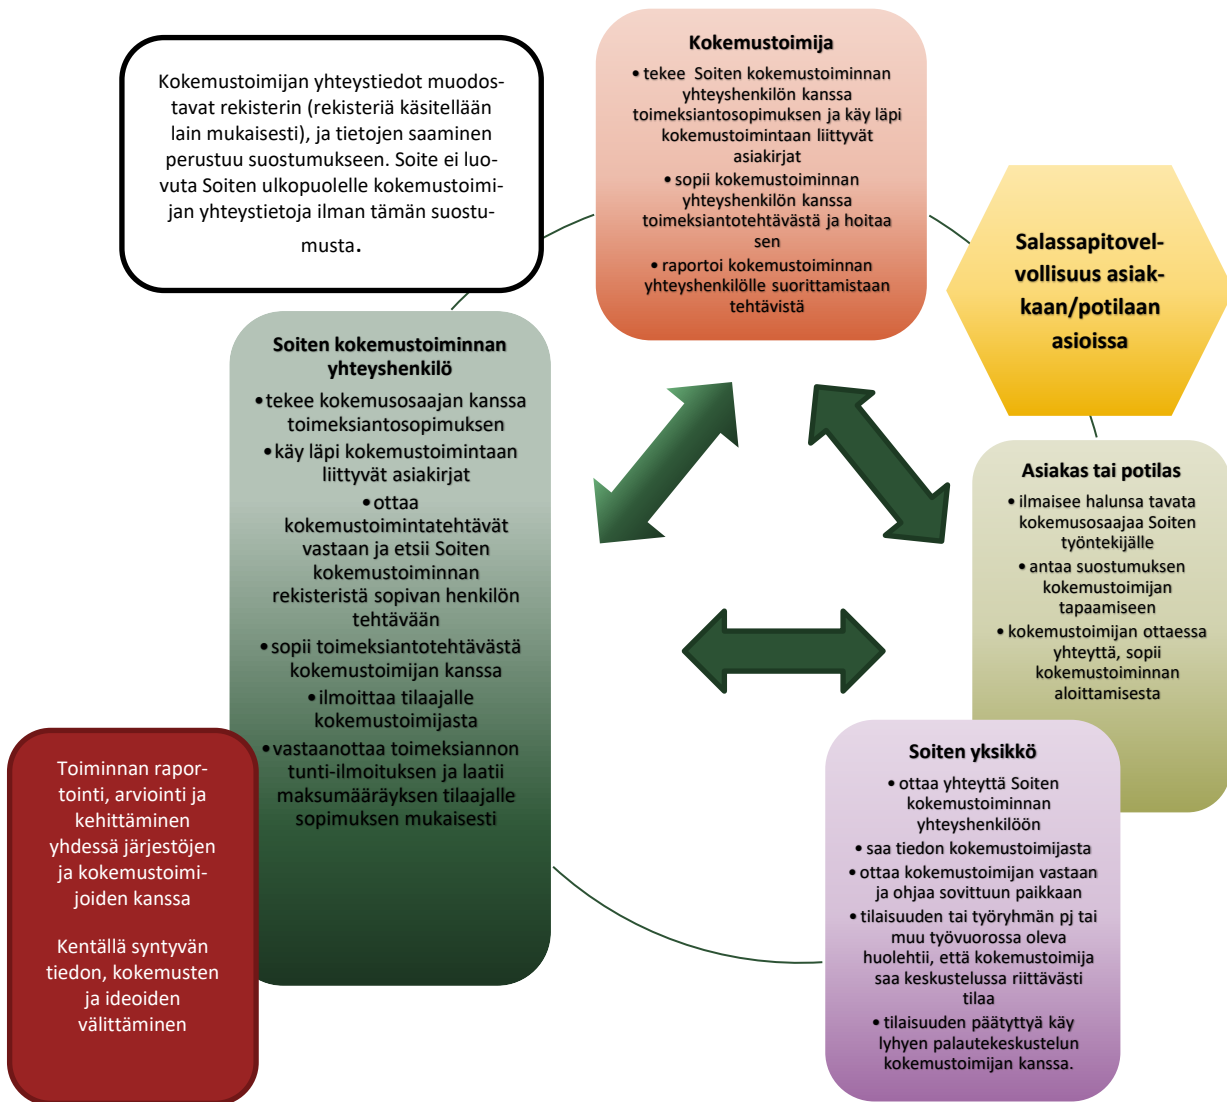 Kokemustoimijan yhteystiedot muodos-
tavat rekisterin (rekisteriä käsitellään
lain mukaisesti), ja tietojen saaminen
perustuu suostumukseen. Soite ei luo-
vuta Soiten ulkopuolelle kokemustoimi-
jan yhteystietoja ilman tämän suostu-
musta.
Kokemustoimija
• tekee Soiten kokemustoiminnan
yhteyshenkilön kanssa
toimeksiantosopimuksen ja käy läpi
kokemustoimintaan liittyvät
asiakirjat
• sopii kokemustoiminnan
yhteyshenkilön kanssa
toimeksiantotehtävästä ja hoitaa
sen
• raportoi kokemustoiminnan
yhteyshenkilölle suorittamistaan
tehtävistä
Salassapitovel-
vollisuus asiak-
kaan/potilaan
asioissa
Soiten kokemustoiminnan
yhteyshenkilö
• tekee kokemusosaajan kanssa
toimeksiantosopimuksen
• käy läpi kokemustoimintaan
liittyvät asiakirjat
• ottaa
kokemustoimintatehtävät
vastaan ja etsii Soiten
kokemustoiminnan
rekisteristä sopivan henkilön
tehtävään
• sopii toimeksiantotehtävästä
kokemustoimijan kanssa
• ilmoittaa tilaajalle
kokemustoimijasta
• vastaanottaa toimeksiannon
tunti-ilmoituksen ja laatii
maksumääräyksen tilaajalle
sopimuksen mukaisesti
Asiakas tai potilas
• ilmaisee halunsa tavata
kokemusosaajaa Soiten
työntekijälle
• antaa suostumuksen
kokemustoimijan
tapaamiseen
• kokemustoimijan ottaessa
yhteyttä, sopii
kokemustoiminnan
aloittamisesta
Soiten yksikkö
• ottaa yhteyttä Soiten
kokemustoiminnan
yhteyshenkilöön
• saa tiedon kokemustoimijasta
• ottaa kokemustoimijan vastaan
ja ohjaa sovittuun paikkaan
• tilaisuuden tai työryhmän pj tai
muu työvuorossa oleva
huolehtii, että kokemustoimija
saa keskustelussa riittävästi
tilaa
• tilaisuuden päätyttyä käy
lyhyen palautekeskustelun
kokemustoimijan kanssa.
Toiminnan rapor-
tointi, arviointi ja
kehittäminen
yhdessä järjestöjen
ja kokemustoimi-
joiden kanssa
Kentällä syntyvän
tiedon, kokemusten
ja ideoiden
välittäminen